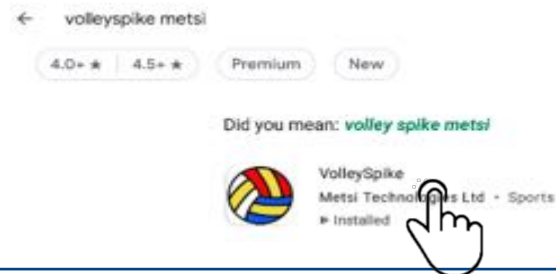 volleyspike metsi
4.0+ ★ 4.5+ ★ Premium New
Did you mean: volley spike metsi
VolleySpike
Metsi Technologies Ltd • Sports
Installed